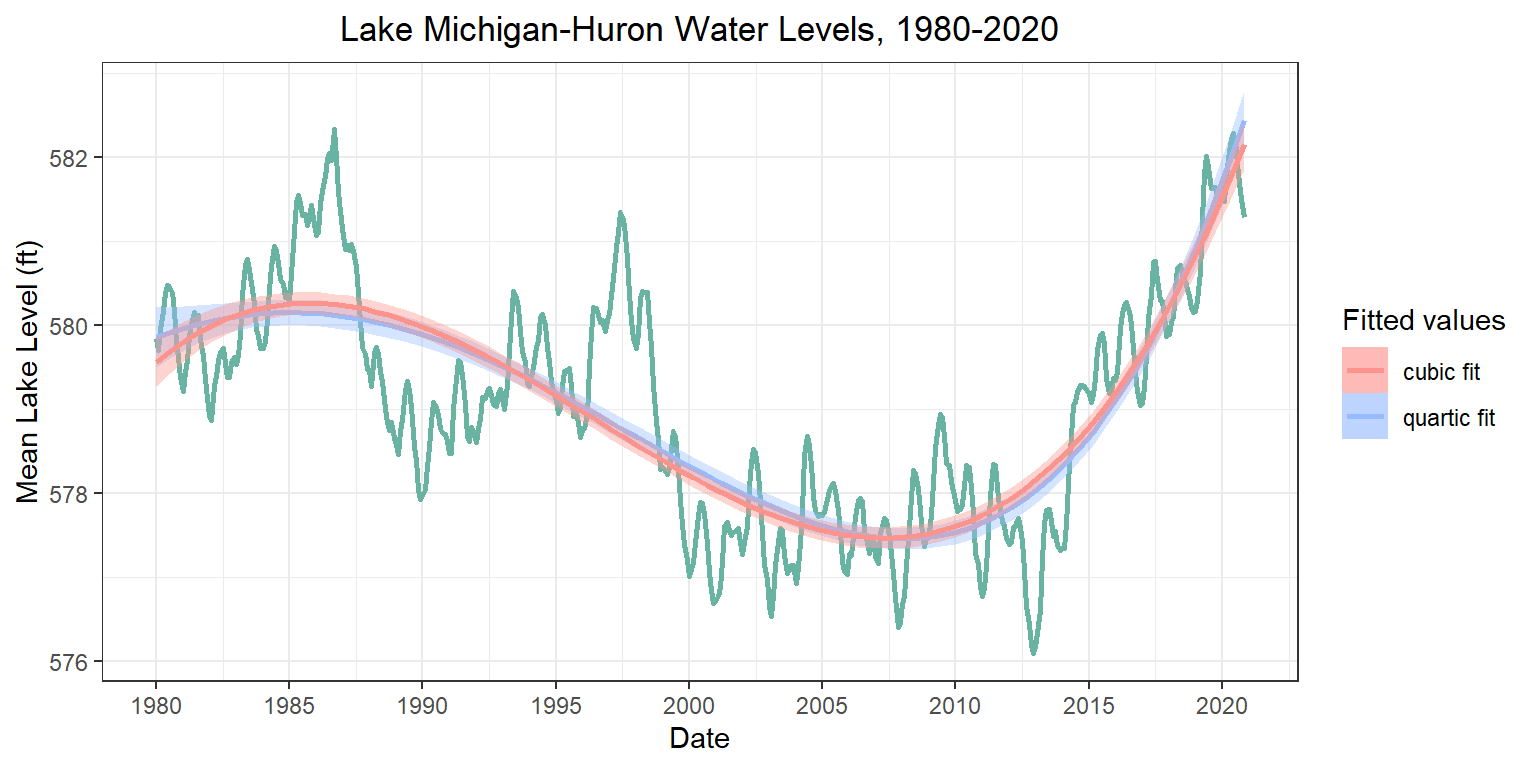 Lake Michigan-Huron Water Levels, 1980-2020
Mean Lake Level (ft)
582
580
578
576
1980 1985 1990 1995 2000 2005 2010 2015 2020
Date
Fitted values
cubic fit
quartic fit